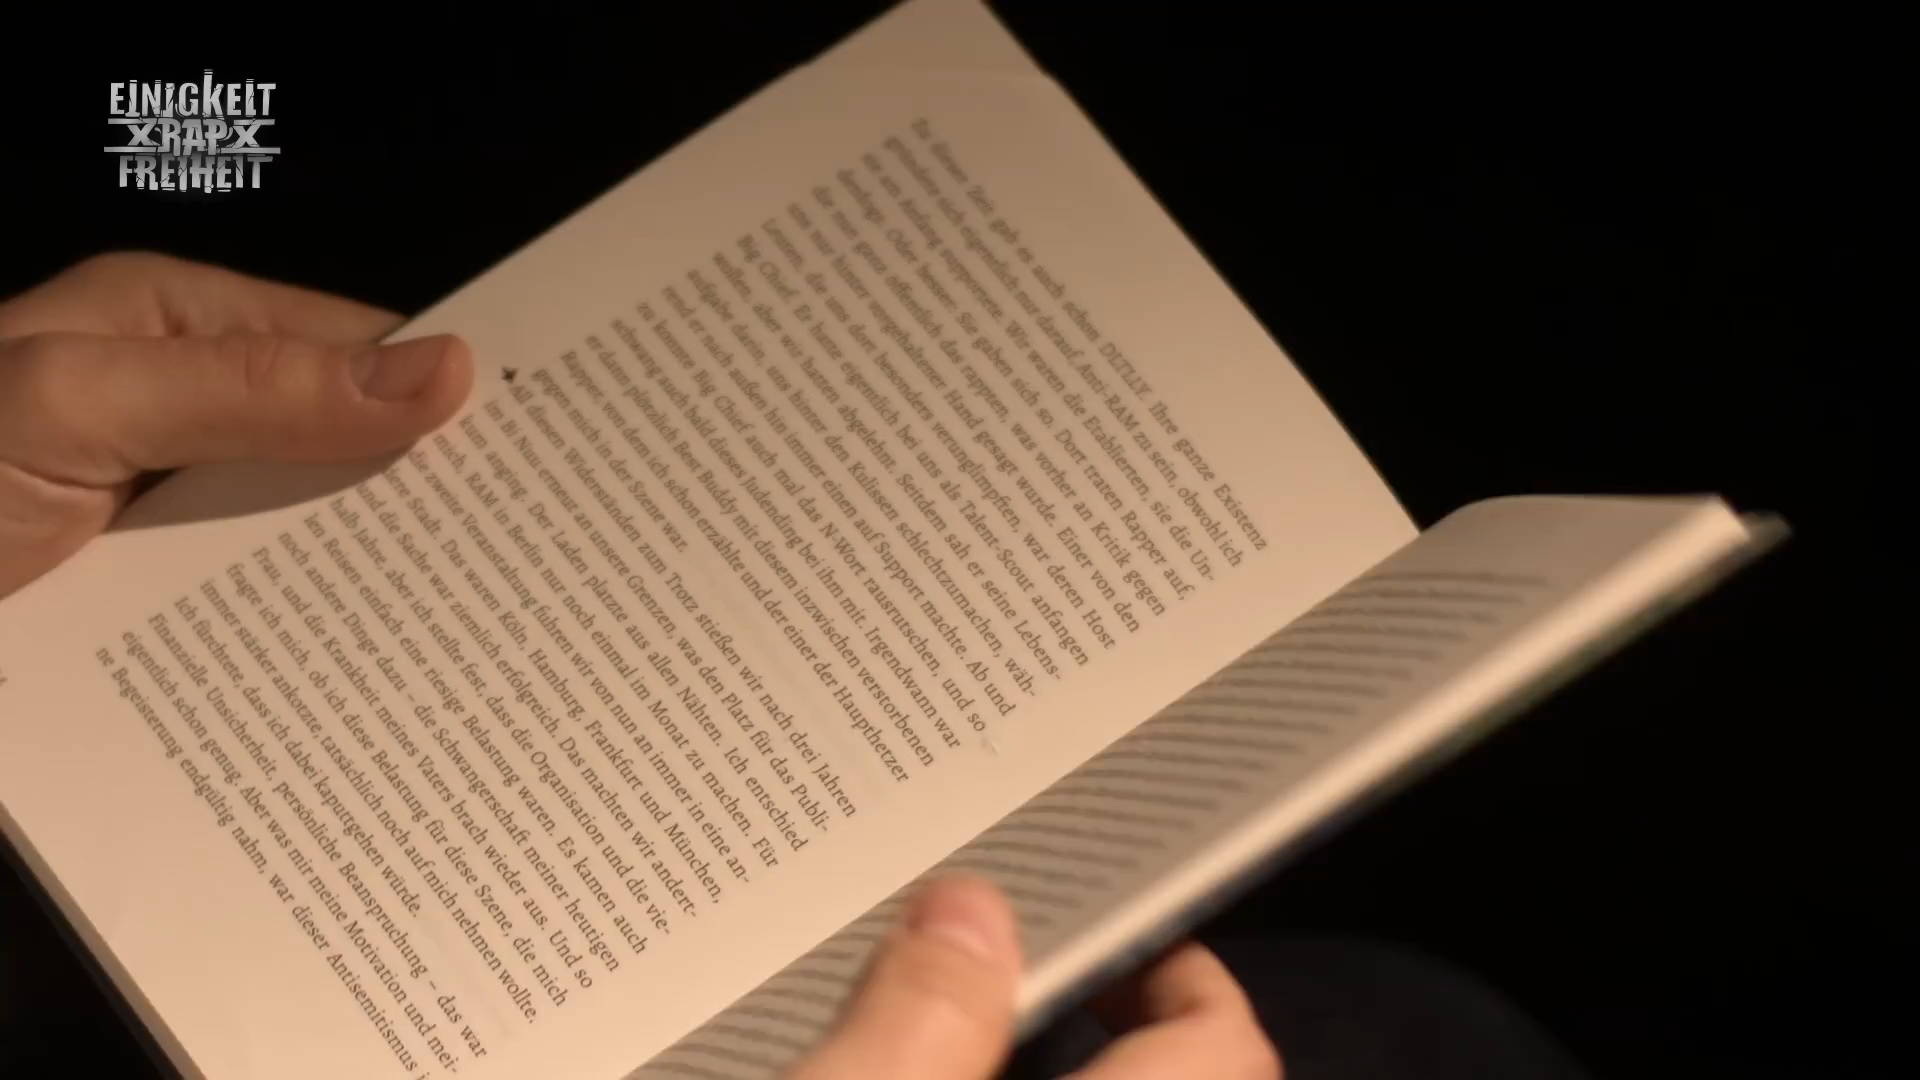 EINIGKEIT
XRAPX
FREIHEIT
Zu dieser Zeit gab es auch schon DLTLLY. Ihre ganze Existenz
gründete sich eigentlich nur darauf, Anti-RAM zu sein, obwohl ich
sie am Anfang supportete. Wir waren die Etablierten, sie die Un-
derdogs. Oder besser: Sie gaben sich so. Dort traten Rapper auf,
die nun ganz öffentlich das rappten, was vorher an Kritik gegen
uns nur hinter vorgehaltener Hand gesagt wurde. Einer von den
Leuten, die uns dort besonders verunglimpften, war deren Host
Big Chief. Er hatte eigentlich bei uns als Talent-Scout anfangen
wollen, aber wir hatten abgelehnt. Seitdem sah er seine Lebens-
aufgabe darin, uns hinter den Kulissen schlechtzumachen, wäh-
rend er nach außen hin immer einen auf Support machte. Ab und
zu konnte Big Chief auch mal das N-Wort rausrutschen, und so
schwang auch bald dieses Judending bei ihm mit. Irgendwann war
er dann plötzlich Best Buddy mit diesem inzwischen verstorbenen
Rapper, von dem ich schon erzählte und der einer der Haupthetzer
gegen mich in der Szene war.
All diesen Widerständen zum Trotz stießen wir nach drei Jahren
im Bi Nuu erneut an unsere Grenzen, was den Platz für das Publi-
kum anging. Der Laden platzte aus allen Nähten. Ich entschied
mich, RAM in Berlin nur noch einmal im Monat zu machen. Für
die zweite Veranstaltung fuhren wir von nun an immer in eine an-
dere Stadt. Das waren Köln, Hamburg, Frankfurt und München,
und die Sache war ziemlich erfolgreich. Das machten wir andert-
halb Jahre, aber ich stellte fest, dass die Organisation und die vie-
len Reisen einfach eine riesige Belastung waren. Es kamen auch
noch andere Dinge dazu – die Schwangerschaft meiner heutigen
Frau, und die Krankheit meines Vaters brach wieder aus. Und so
fragte ich mich, ob ich diese Belastung für diese Szene, die mich
immer stärker ankotzte, tatsächlich noch auf mich nehmen wollte.
Ich fürchtete, dass ich dabei kaputtgehen würde.
Finanzielle Unsicherheit, persönliche Beanspruchung – das war
eigentlich schon genug. Aber was mir meine Motivation und mei-
ne Begeisterung endgültig nahm, war dieser Antisemitismus